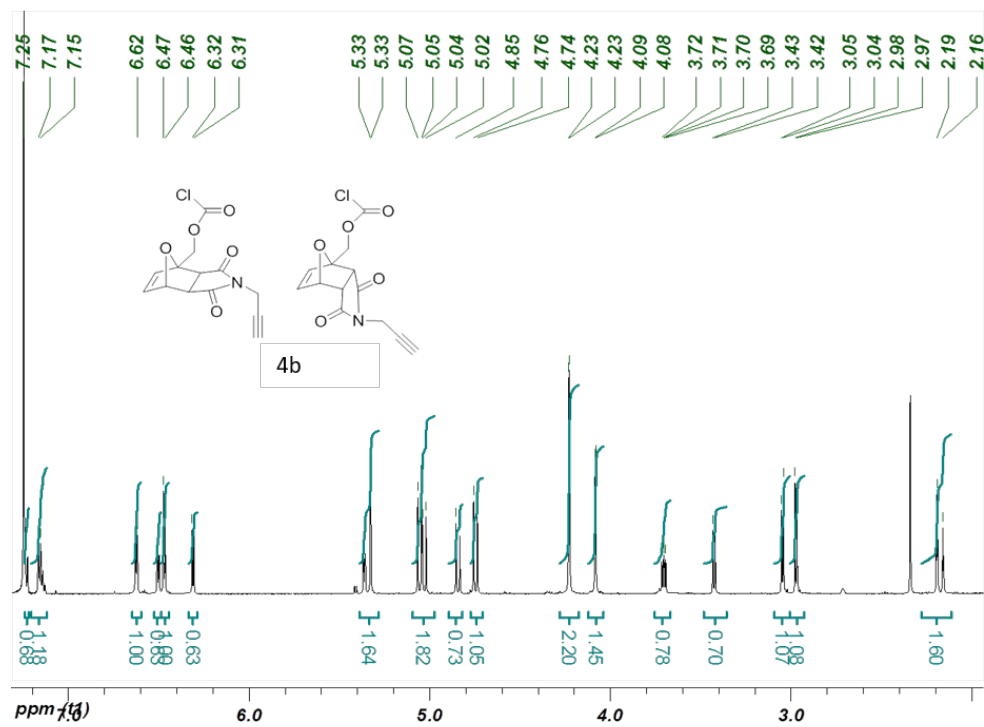 7.25 7.17 7.15 6.62 6.47 6.46 6.32 6.31 5.33 5.33 5.07 5.05 5.04 5.02 4.85 4.76 4.74 4.23 4.23 4.09 4.08 3.72 3.71 3.70 3.69 3.43 3.42 3.05 3.04 2.98 2.97 2.19 2.16
Cl Cl
O O
O O
O O
O O
N
O O
O N
4b
1.18 1.00 0.63 1.64 1.82 0.73 1.05 2.20 1.45 0.78 0.70 1.07 1.08 1.60
7.0 6.0 5.0 4.0 3.0
ppm (t1)